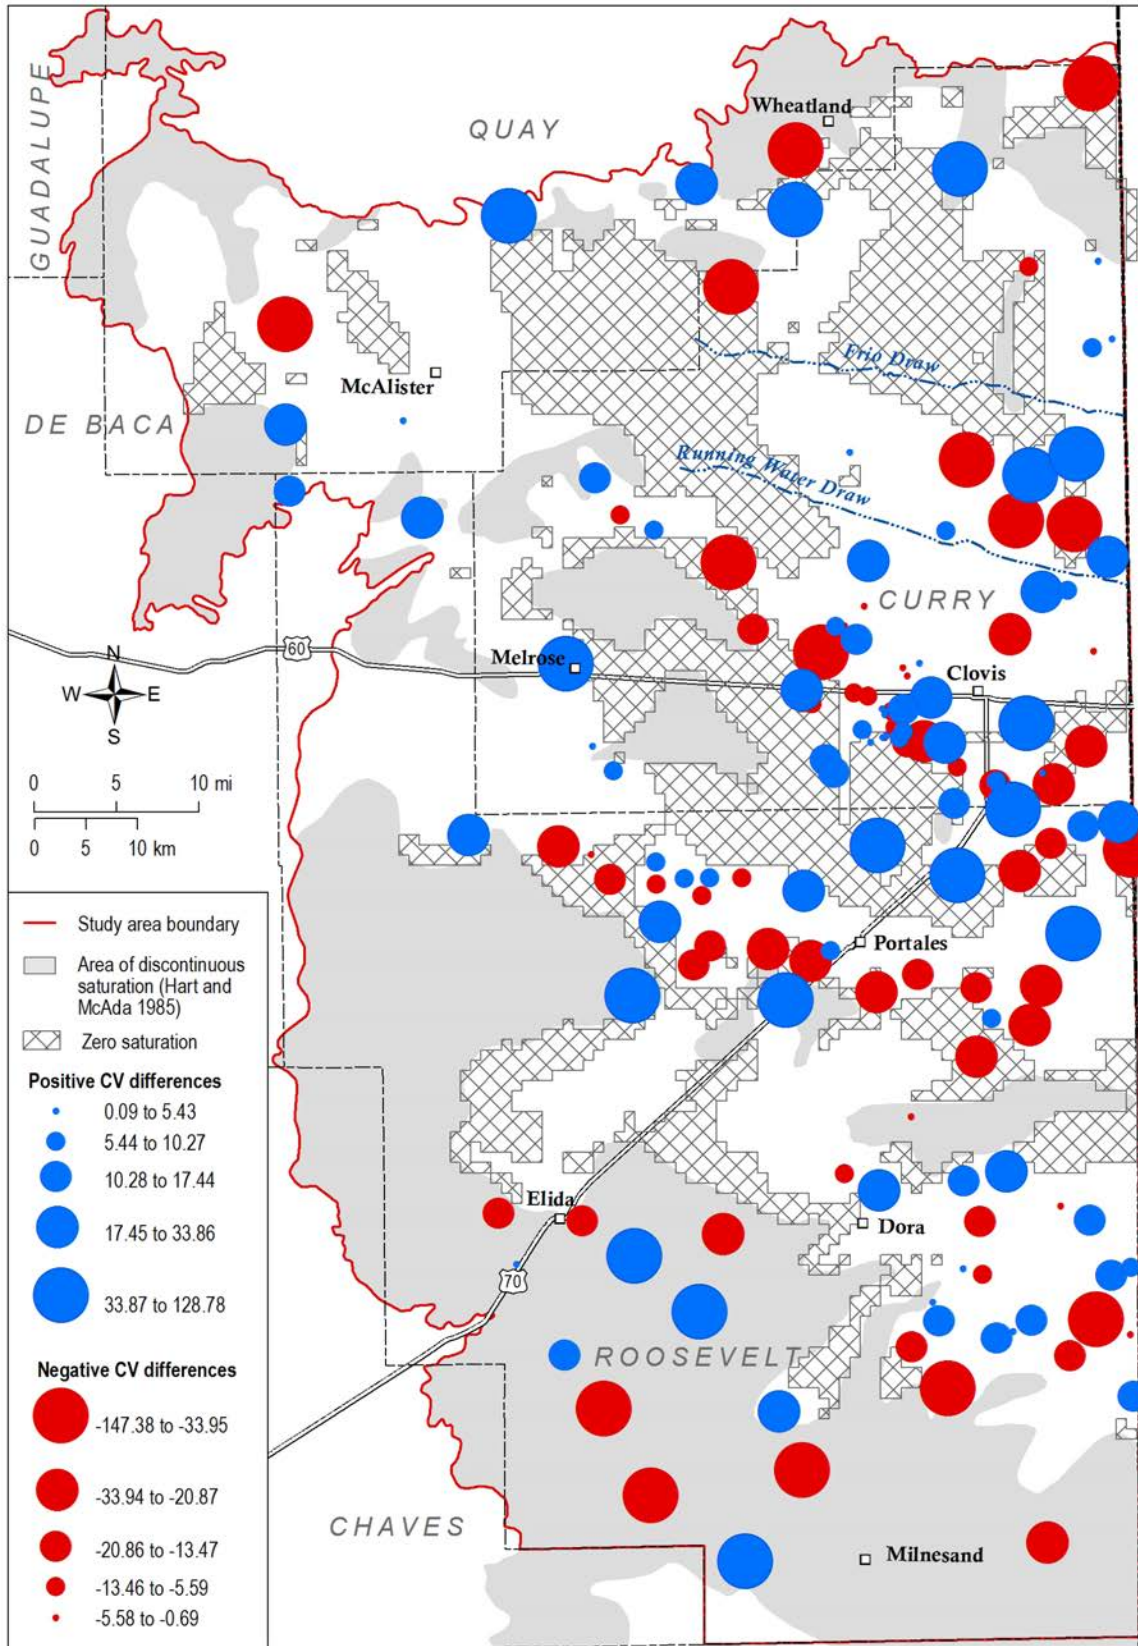 GUADALUPE
QUAY
Wheatland
Frio Draw
McAlister
DE BACA
Running Water Draw
CURRY
60
Melrose
Clovis
N
W E
S
0 5 10 mi
0 5 10 km
Portales
Study area boundary
Area of discontinuous
saturation (Hart and
McAda 1985)
Zero saturation
Positive CV differences
0.09 to 5.43
5.44 to 10.27
10.28 to 17.44
17.45 to 33.86
33.87 to 128.78
Negative CV differences
-147.38 to -33.95
-33.94 to -20.87
-20.86 to -13.47
-13.46 to -5.59
-5.58 to -0.69
Elida
Dora
70
ROOSEVELT
CHAVES
Milnesand